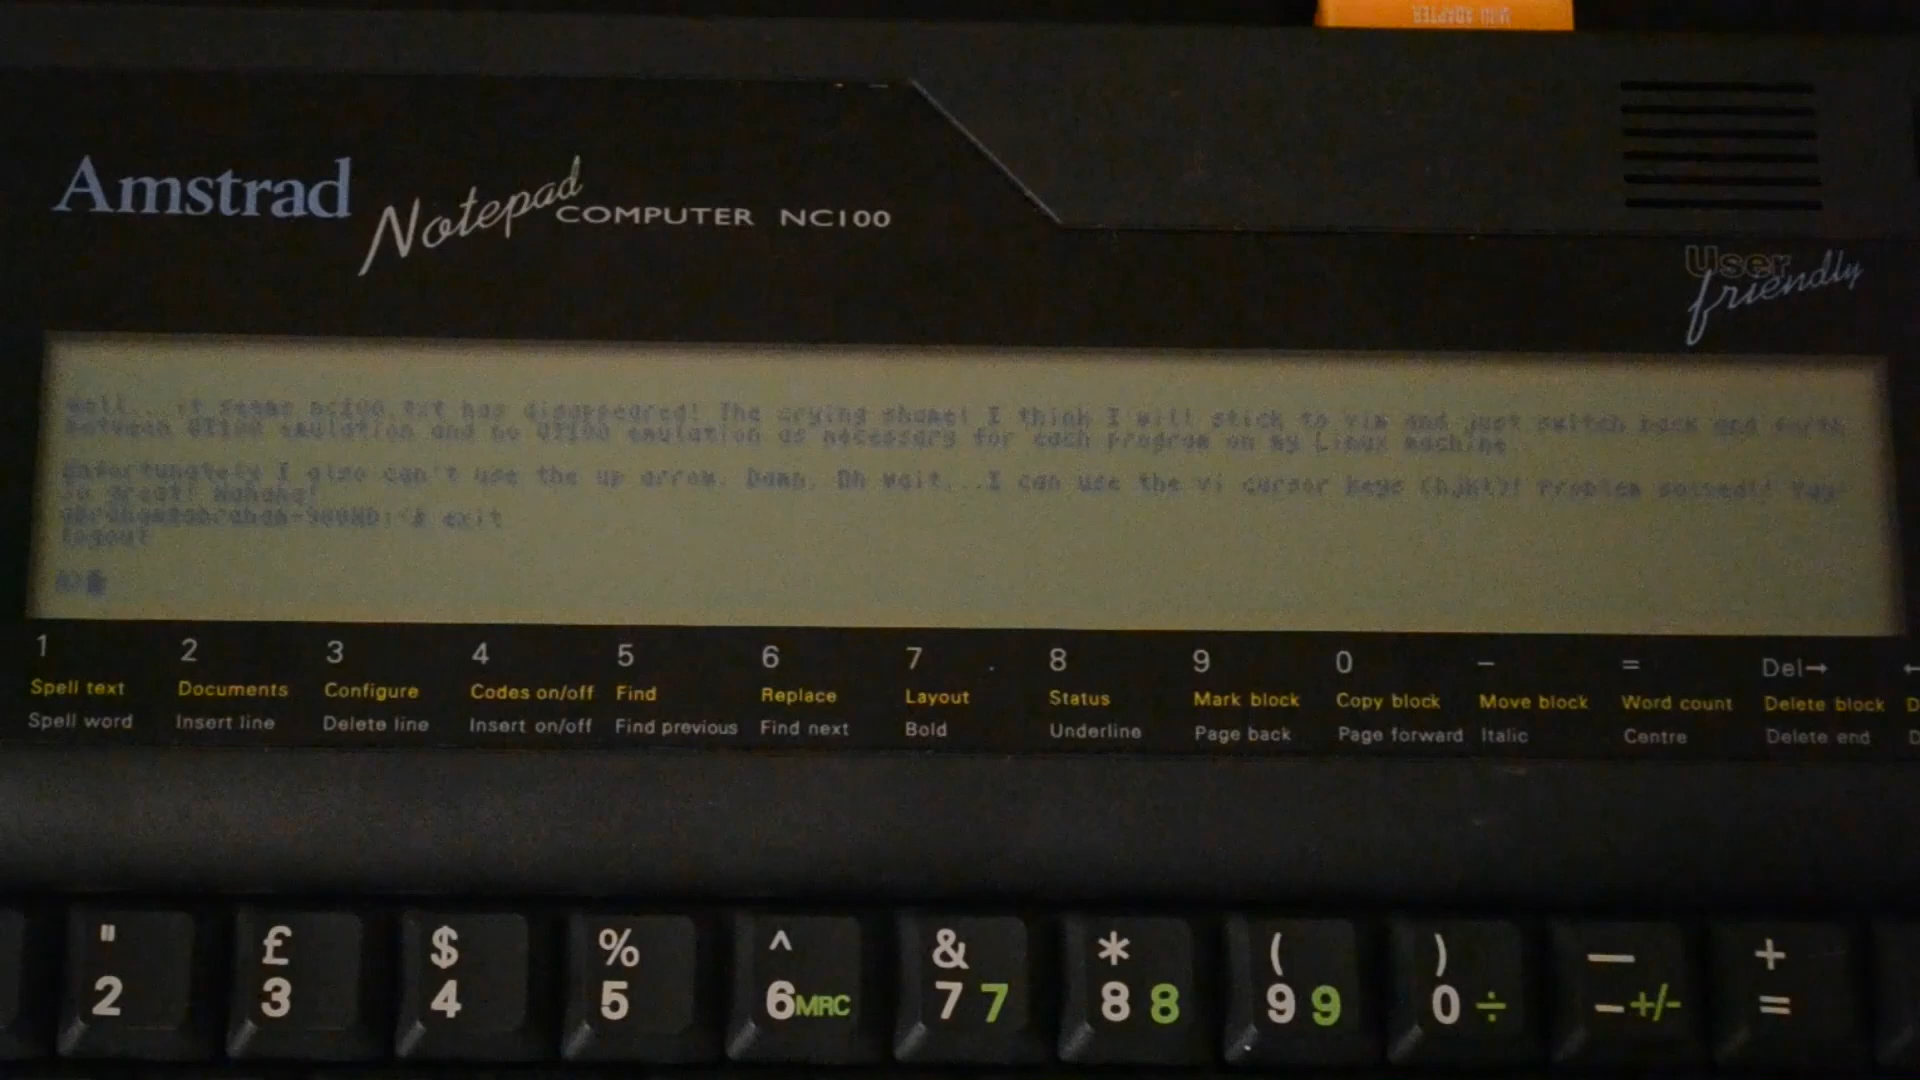 MINI ADAPTER
Amstrad Notepad COMPUTER NC100
User friendly
Well... it seems nc100.txt has disappeared! The crying shame! I think I will stick to vim and just switch back and forth
between VT100 emulation and no VT100 emulation as necessary for each program on my Linux machine.
Unfortunately I also can't use the up arrow. Damn. Oh wait...I can use the vi cursor keys (hjkl)! Problem solved!! Yay!
So great! Hahaha!
exit
logout
A>
1 2 3 4 5 6 7 8 9 0 - = Del→ ←
Spell text Documents Configure Codes on/off Find Replace Layout Status Mark block Copy block Move block Word count Delete block D
Spell word Insert line Delete line Insert on/off Find previous Find next Bold Underline Page back Page forward Italic Centre Delete end D
" £ $ % ^ & * ( ) — +
2 3 4 5 6 MRC 7 7 8 8 9 9 0 ÷ - +/- =